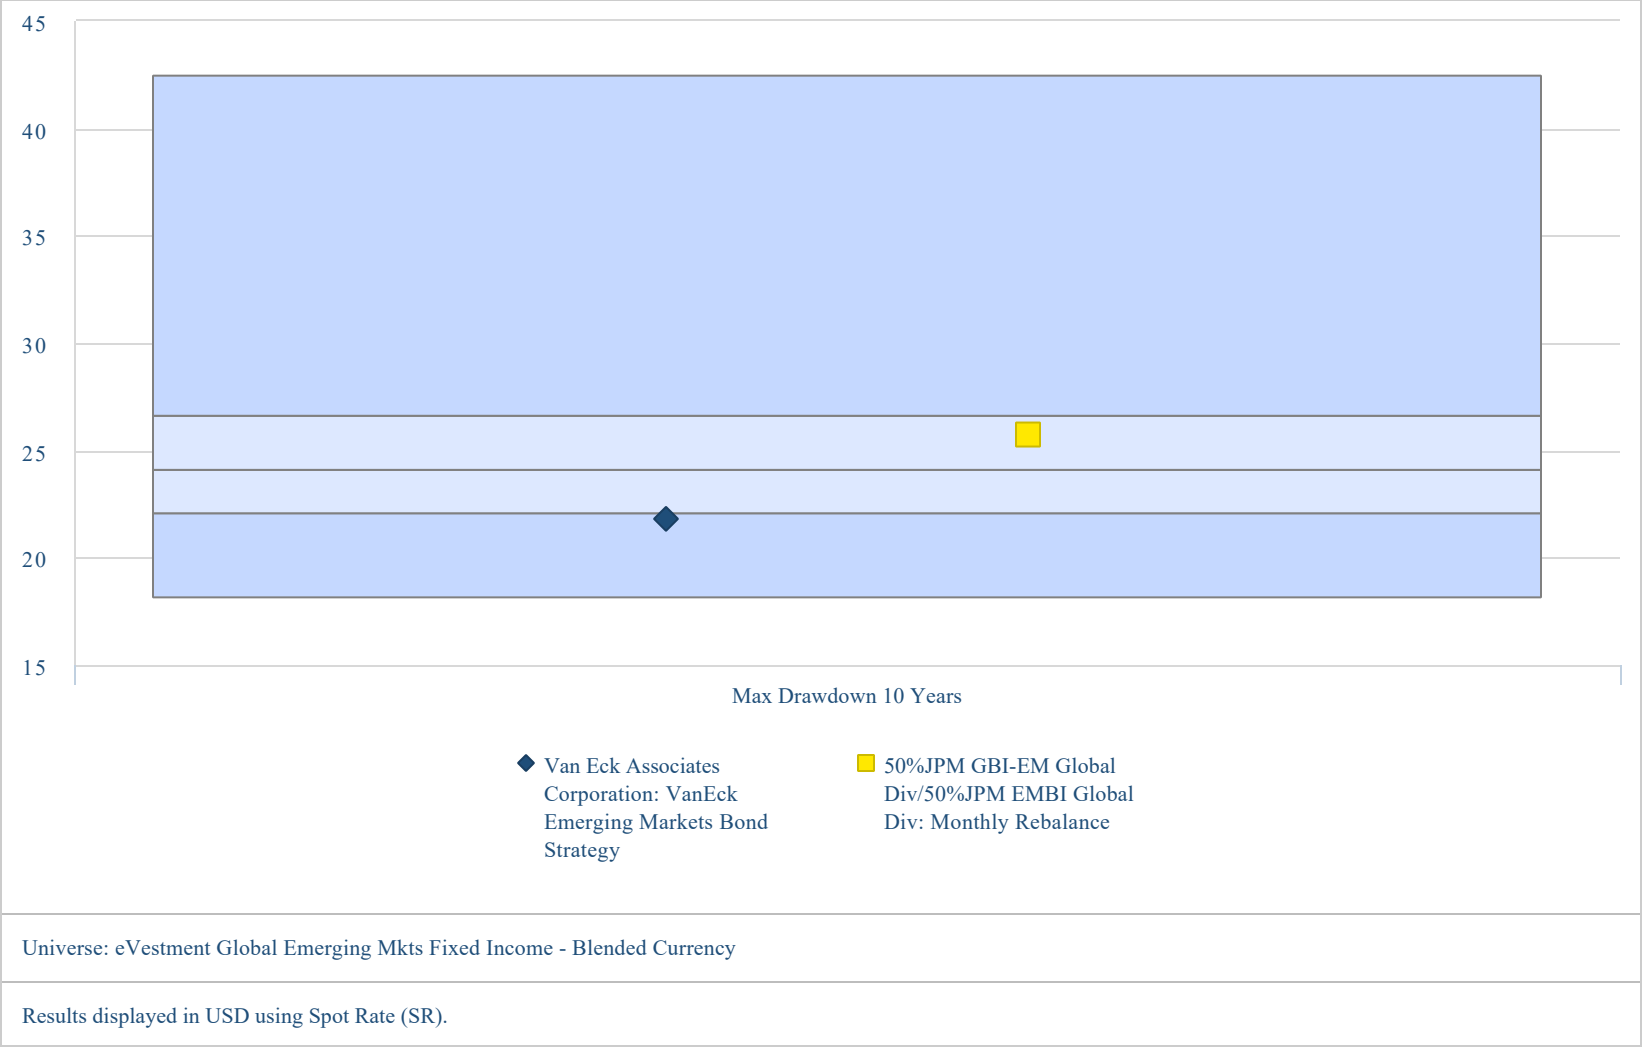 45
40
35
30
25
20
15
Max Drawdown 10 Years
Van Eck Associates
Corporation: VanEck
Emerging Markets Bond
Strategy
50%JPM GBI-EM Global
Div/50%JPM EMBI Global
Div: Monthly Rebalance
Universe: eVestment Global Emerging Mkts Fixed Income - Blended Currency
Results displayed in USD using Spot Rate (SR).